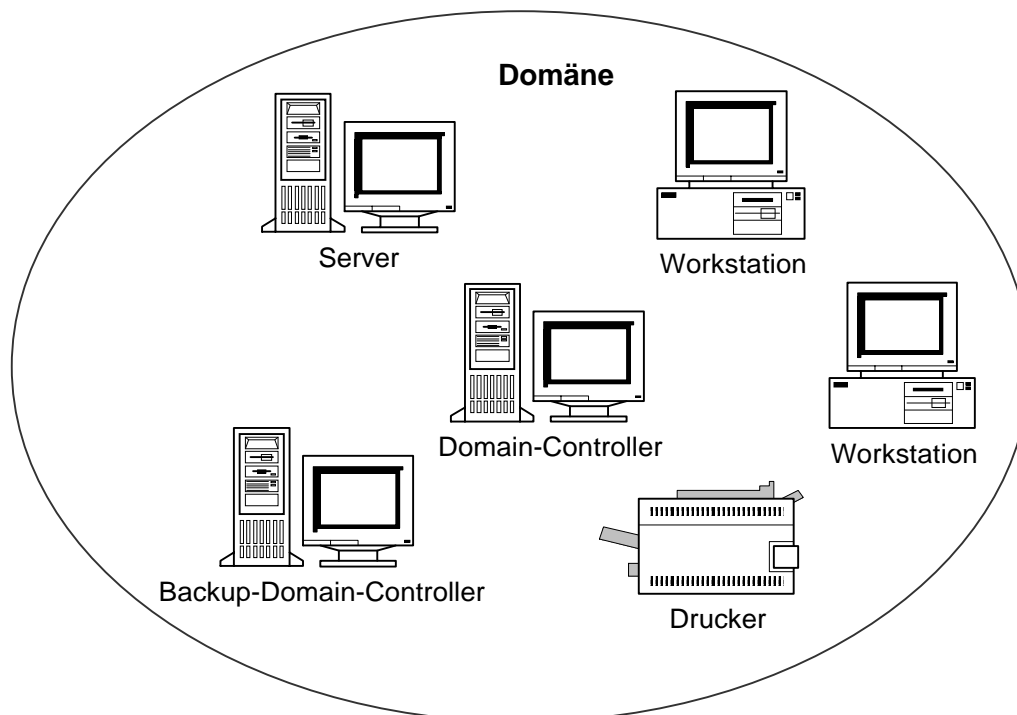 Domäne
Server
Workstation
Domain-Controller
Workstation
Backup-Domain-Controller
Drucker